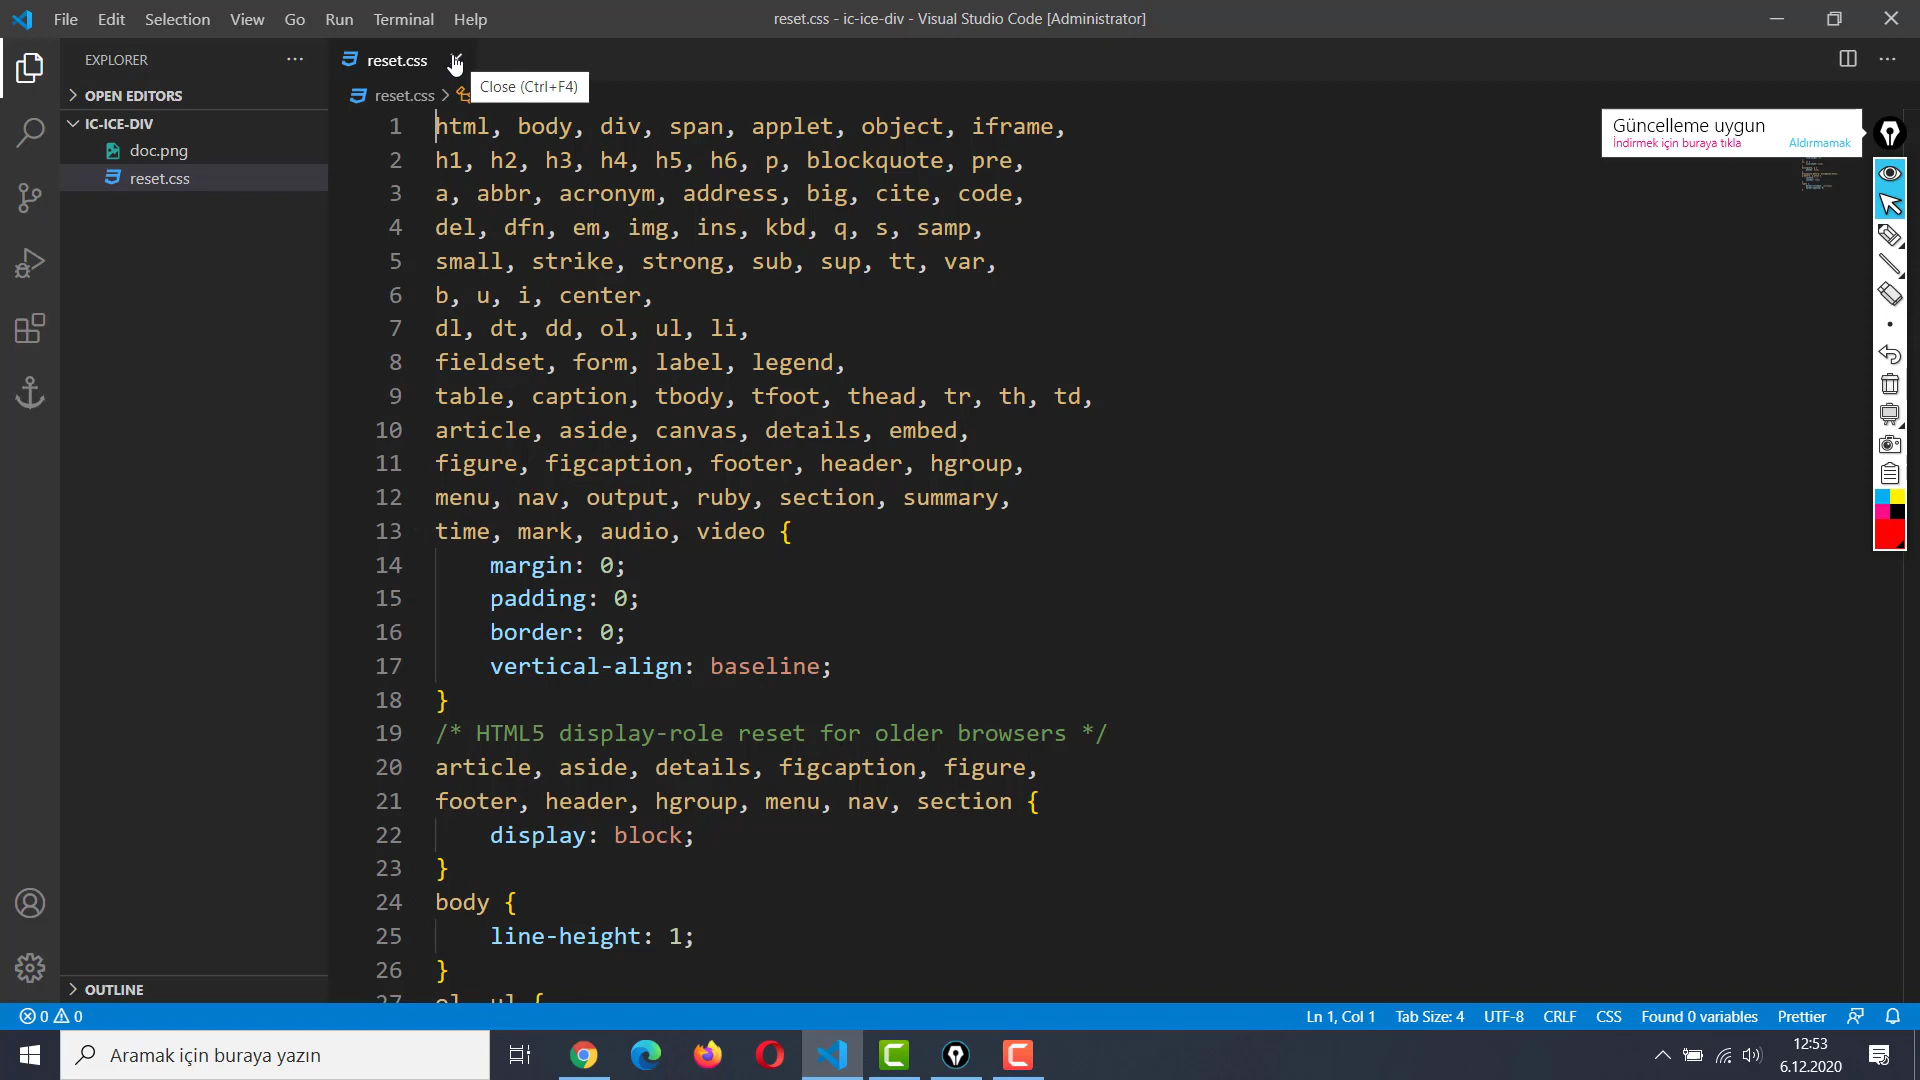 File Edit Selection View Go Run Terminal Help
reset.css - ic-ice-div - Visual Studio Code [Administrator]
EXPLORER
OPEN EDITORS
IC-ICE-DIV
doc.png
reset.css
reset.css
Close (Ctrl+F4)
reset.css
1 html, body, div, span, applet, object, iframe,
2 h1, h2, h3, h4, h5, h6, p, blockquote, pre,
3 a, abbr, acronym, address, big, cite, code,
4 del, dfn, em, img, ins, kbd, q, s, samp,
5 small, strike, strong, sub, sup, tt, var,
6 b, u, i, center,
7 dl, dt, dd, ol, ul, li,
8 fieldset, form, label, legend,
9 table, caption, tbody, tfoot, thead, tr, th, td,
10 article, aside, canvas, details, embed,
11 figure, figcaption, footer, header, hgroup,
12 menu, nav, output, ruby, section, summary,
13 time, mark, audio, video {
14 margin: 0;
15 padding: 0;
16 border: 0;
17 vertical-align: baseline;
18 }
19 /* HTML5 display-role reset for older browsers */
20 article, aside, details, figcaption, figure,
21 footer, header, hgroup, menu, nav, section {
22 display: block;
23 }
24 body {
25 line-height: 1;
26 }
27 ol, ul {
Güncelleme uygun
İndirmek için buraya tıkla Aldırmamak
OUTLINE
0 0
Ln 1, Col 1 Tab Size: 4 UTF-8 CRLF CSS Found 0 variables Prettier
Aramak için buraya yazın
12:53
6.12.2020